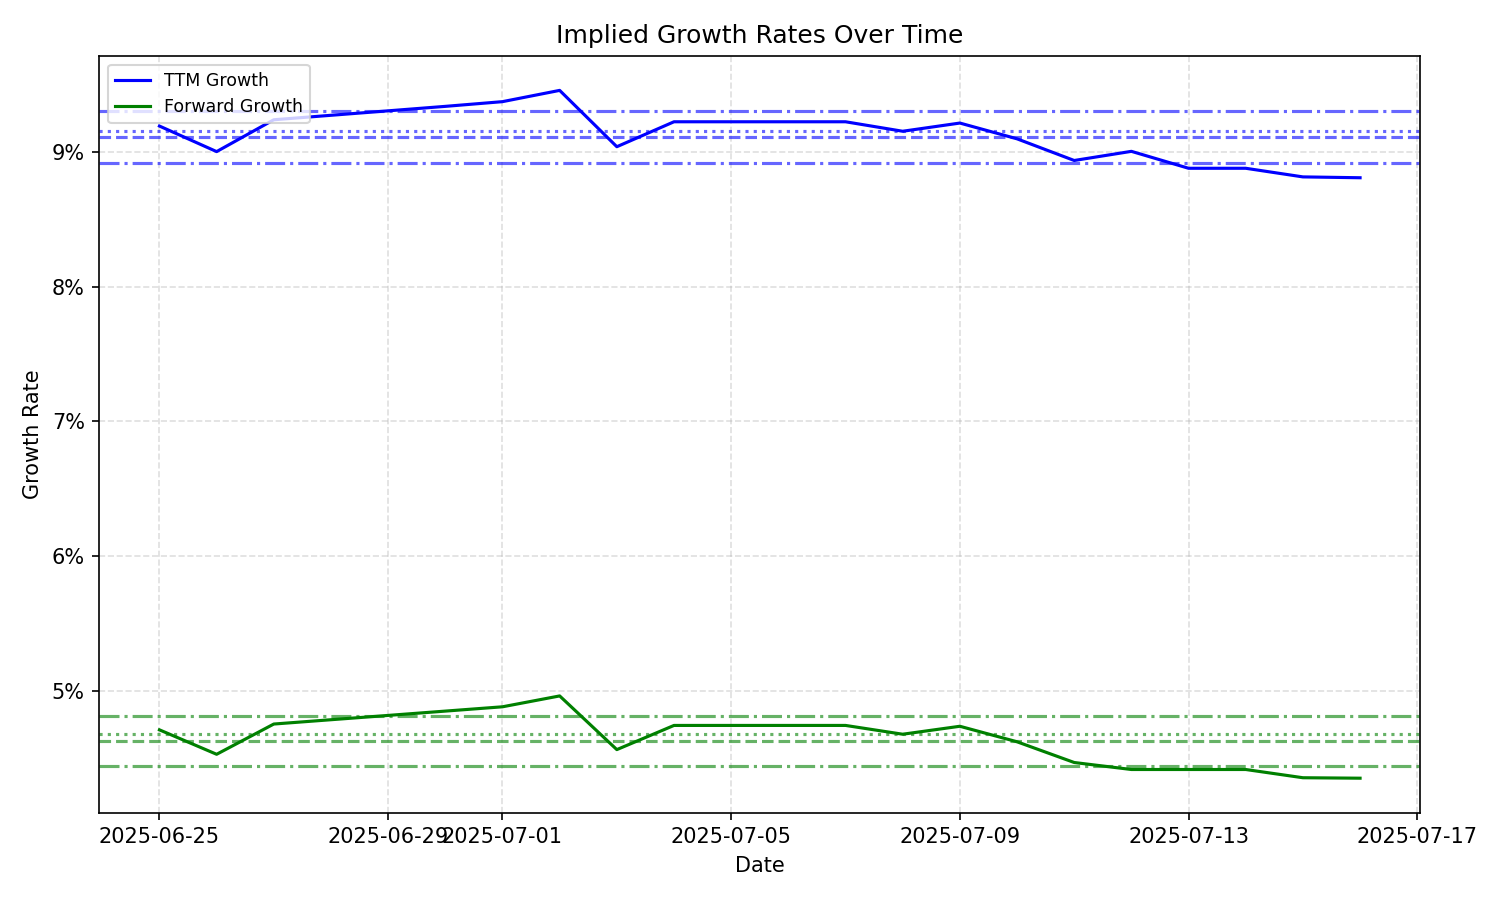 Implied Growth Rates Over Time
TTM Growth
Forward Growth
9%
8%
7%
6%
5%
Growth Rate
2025-06-25
2025-06-29
2025-07-01
2025-07-05
2025-07-09
2025-07-13
2025-07-17
Date